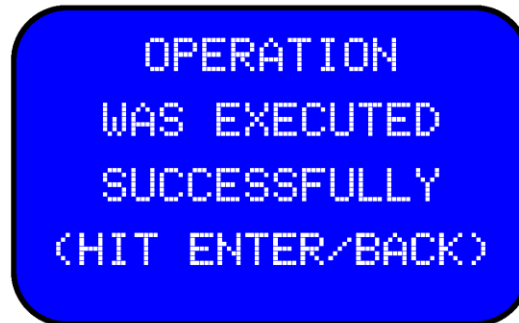 OPERATION
WAS EXECUTED
SUCCESSFULLY
(HIT ENTER/BACK)